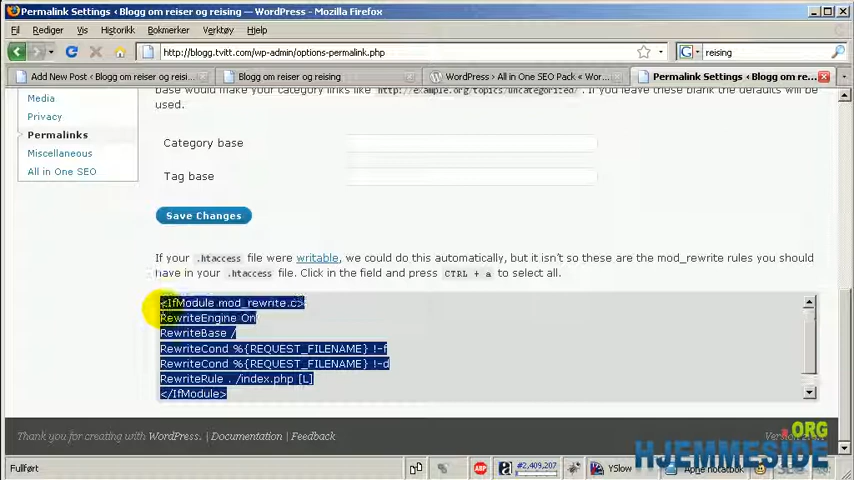 Permalink Settings ‹ Blogg om reiser og reising — WordPress - Mozilla Firefox
Fil Rediger Vis Historikk Bokmerker Verktøy Hjelp
http://blogg.tvitt.com/wp-admin/options-permalink.php
reising
Add New Post ‹ Blogg om reiser og reisi...
Blogg om reiser og reising
WordPress › All in One SEO Pack « Wor...
Permalink Settings ‹ Blogg om re...
Media
Privacy
Permalinks
Miscellaneous
All in One SEO
base would make your category links like http://example.org/topics/uncategorized/ . If you leave these blank the defaults will be
used.
Category base
Tag base
Save Changes
If your .htaccess file were writable, we could do this automatically, but it isn't so these are the mod_rewrite rules you should
have in your .htaccess file. Click in the field and press CTRL + a to select all.
<IfModule mod_rewrite.c>
RewriteEngine On
RewriteBase /
RewriteCond %{REQUEST_FILENAME} !-f
RewriteCond %{REQUEST_FILENAME} !-d
RewriteRule . /index.php [L]
</IfModule>
Thank you for creating with WordPress. | Documentation | Feedback
.ORG
HJEMMESIDE
Fullført
ABP
#2,409,207
YSlow
Åpne notatbok